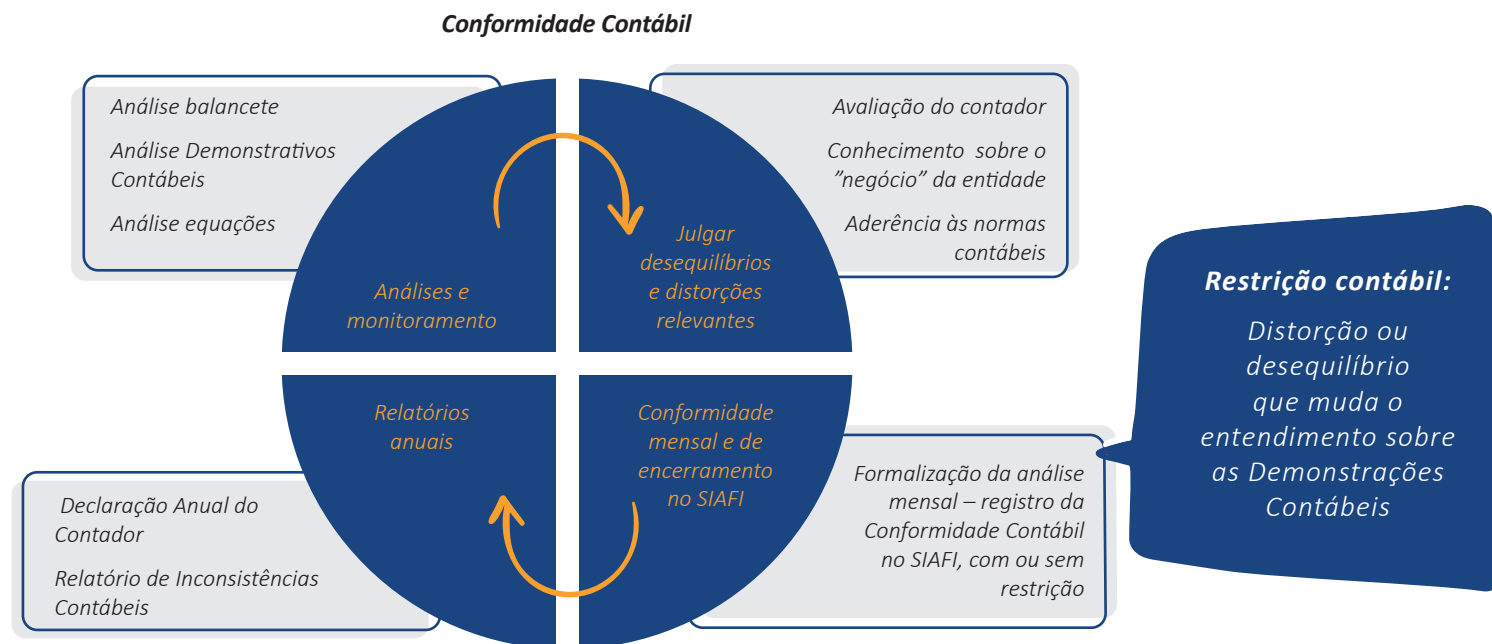 Conformidade Contábil
Análise balancete
Análise Demonstrativos
Contábeis
Análise equações
Análises e
monitoramento
Avaliação do contador
Conhecimento sobre o
”negócio” da entidade
Aderência às normas
contábeis
Julgar
desequilíbrios
e distorções
relevantes
Restrição contábil:
Distorção ou
desequilíbrio
que muda o
entendimento sobre
as Demonstrações
Contábeis
Conformidade
mensal e de
encerramento
no SIAFI
Formalização da análise
mensal – registro da
Conformidade Contábil
no SIAFI, com ou sem
restrição
Relatórios
anuais
Declaração Anual do
Contador
Relatório de Inconsistências
Contábeis